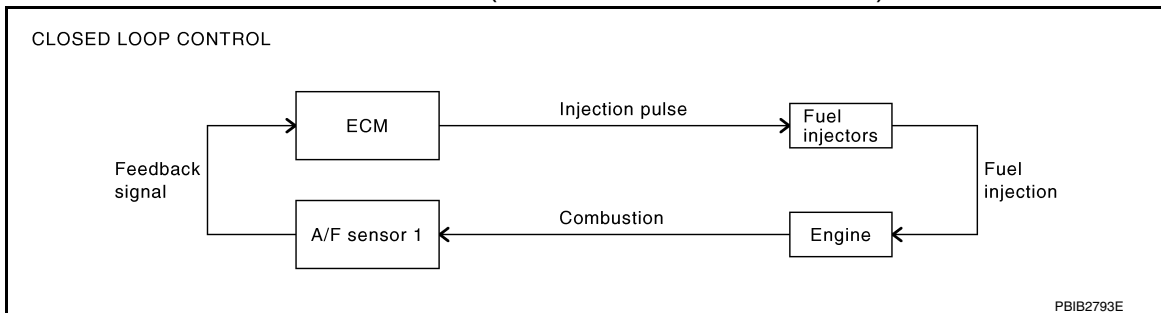 CLOSED LOOP CONTROL
ECM
Injection pulse
Fuel
injectors
Feedback
signal
Fuel
injection
A/F sensor 1
Combustion
Engine
PBIB2793E